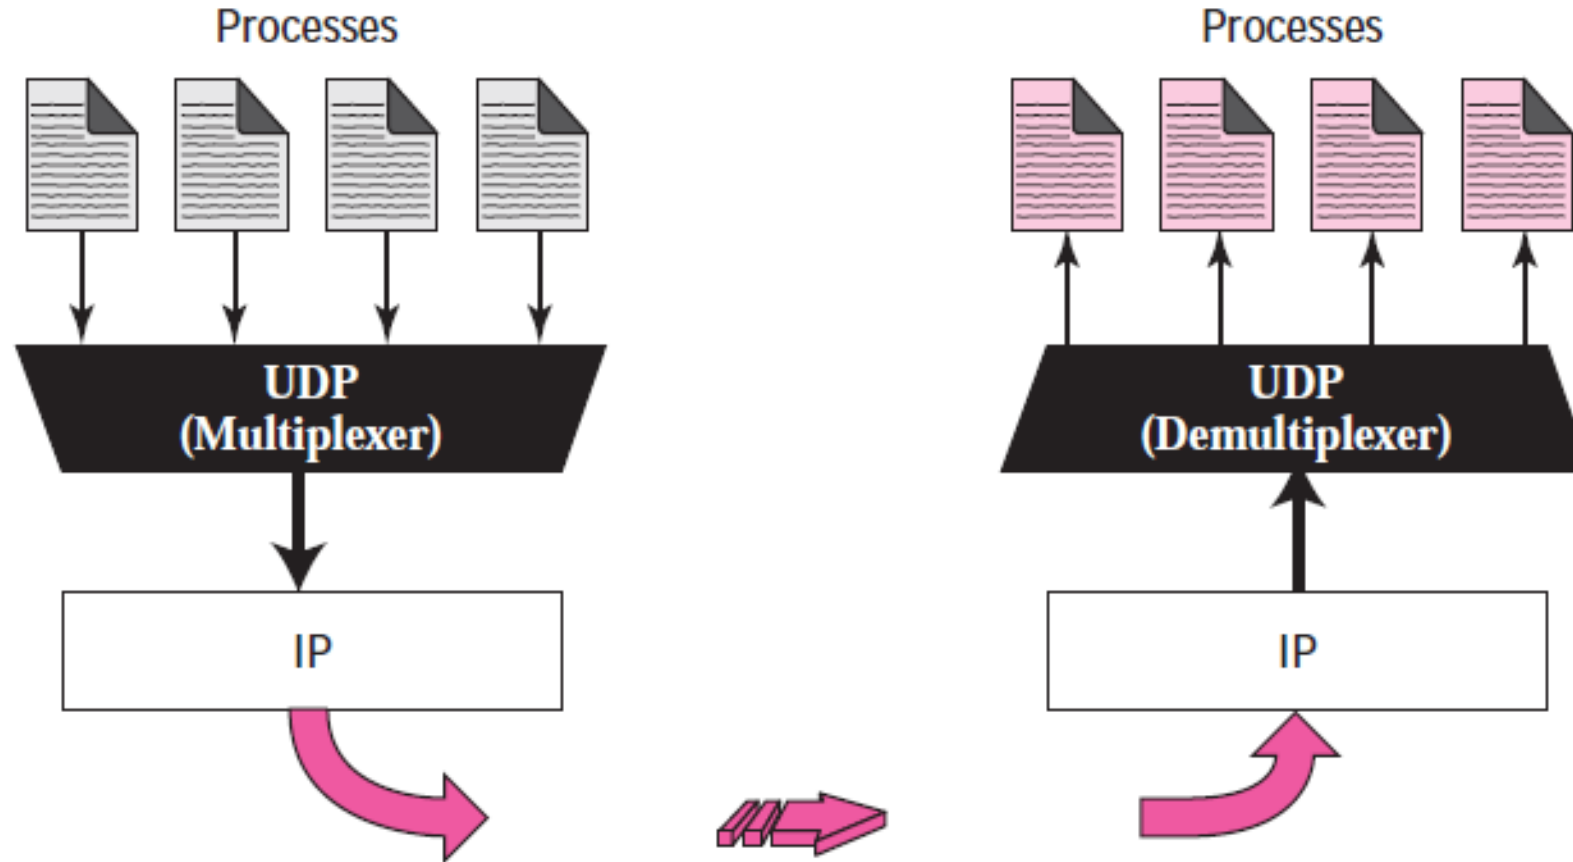 Processes
Processes
UDP
(Multiplexer)
UDP
(Demultiplexer)
IP
IP